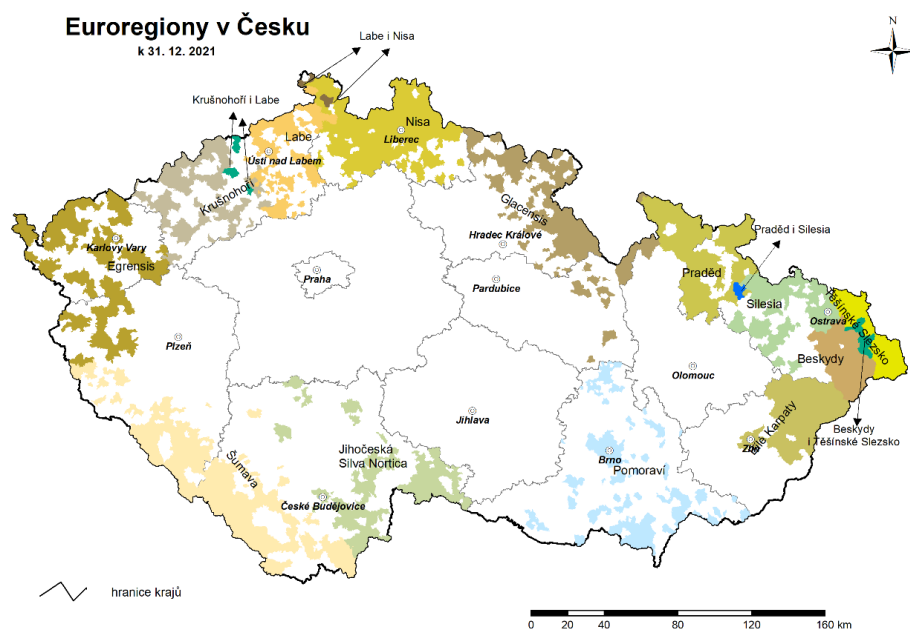 Euroregiony v Česku
k 31. 12. 2021
N
Labe i Nisa
Krušnohoří i Labe
Nisa
Labe
Liberec
Ústí nad Labem
Krušnohoří
Glacensis
Hradec Králové
Praděd i Silesia
Karlovy Vary
Egrensis
Praděd
Praha
Pardubice
Silesia
Těšínské Slezsko
Ostrava
Plzeň
Beskydy
Olomouc
Jihlava
Bílé Karpaty
Beskydy
i Těšínské Slezsko
Zlín
Jihočeská
Silva Nortica
Šumava
Brno
Pomoraví
České Budějovice
hranice krajů
0 20 40 80 120 160 km